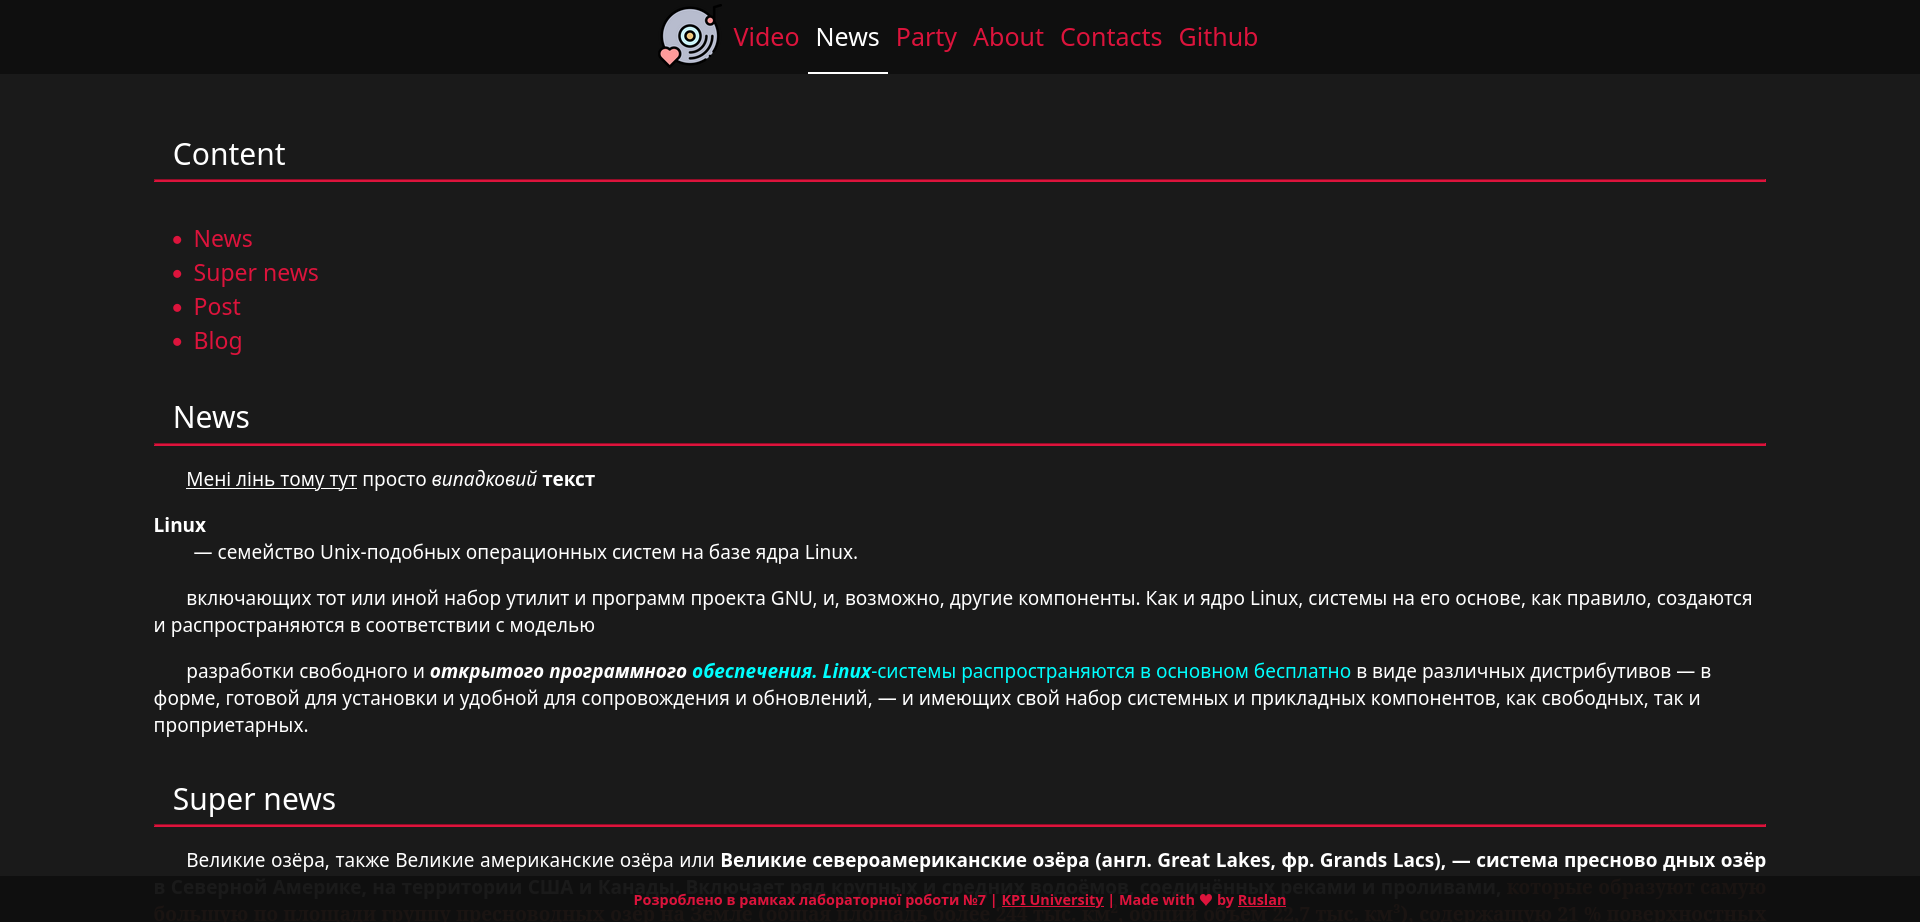 Video News Party About Contacts Github
Content
News
Super news
Post
Blog
News
Мені лінь тому тут просто випадковий текст
Linux
— семейство Unix-подобных операционных систем на базе ядра Linux.
включающих тот или иной набор утилит и программ проекта GNU, и, возможно, другие компоненты. Как и ядро Linux, системы на его основе, как правило, создаются
и распространяются в соответствии с моделью
разработки свободного и открытого программного обеспечения. Linux-системы распространяются в основном бесплатно в виде различных дистрибутивов — в
форме, готовой для установки и удобной для сопровождения и обновлений, — и имеющих свой набор системных и прикладных компонентов, как свободных, так и
проприетарных.
Super news
Великие озёра, также Великие американские озёра или Великие североамериканские озёра (англ. Great Lakes, фр. Grands Lacs), — система пресново дных озёр
в Северной Америке, на территории США и Канады. Включает ряд крупных и средних водоёмов, соединённых реками и проливами, которые образуют самую
Розроблено в рамках лабораторної роботи №7 | KPI University | Made with ♥ by Ruslan